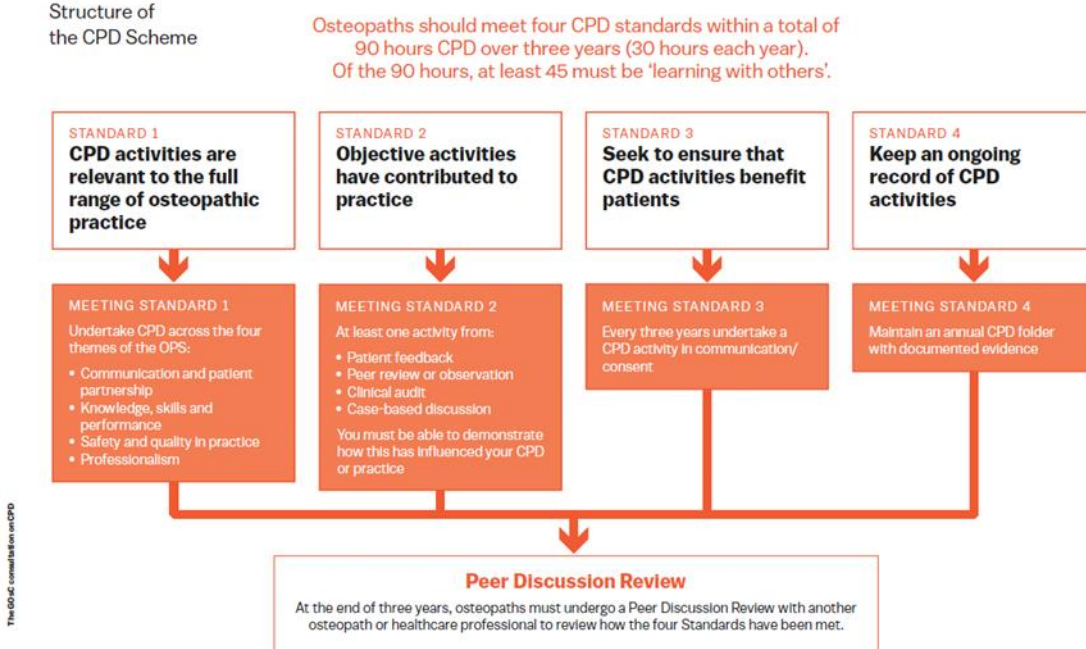 Structure of
the CPD Scheme
Osteopaths should meet four CPD standards within a total of
90 hours CPD over three years (30 hours each year).
Of the 90 hours, at least 45 must be ‘learning with others’.
STANDARD 1
CPD activities are
relevant to the full
range of osteopathic
practice
STANDARD 2
Objective activities
have contributed to
practice
STANDARD 3
Seek to ensure that
CPD activities benefit
patients
STANDARD 4
Keep an ongoing
record of CPD
activities
MEETING STANDARD 1
Undertake CPD across the four
themes of the OPS:
• Communication and patient
partnership
• Knowledge, skills and
performance
• Safety and quality in practice
• Professionalism
MEETING STANDARD 2
At least one activity from:
• Patient feedback
• Peer review or observation
• Clinical audit
• Case-based discussion
You must be able to demonstrate
how this has influenced your CPD
or practice
MEETING STANDARD 3
Every three years undertake a
CPD activity in communication/
consent
MEETING STANDARD 4
Maintain an annual CPD folder
with documented evidence
Peer Discussion Review
At the end of three years, osteopaths must undergo a Peer Discussion Review with another
osteopath or healthcare professional to review how the four Standards have been met.
The GOsC consultation on CPD